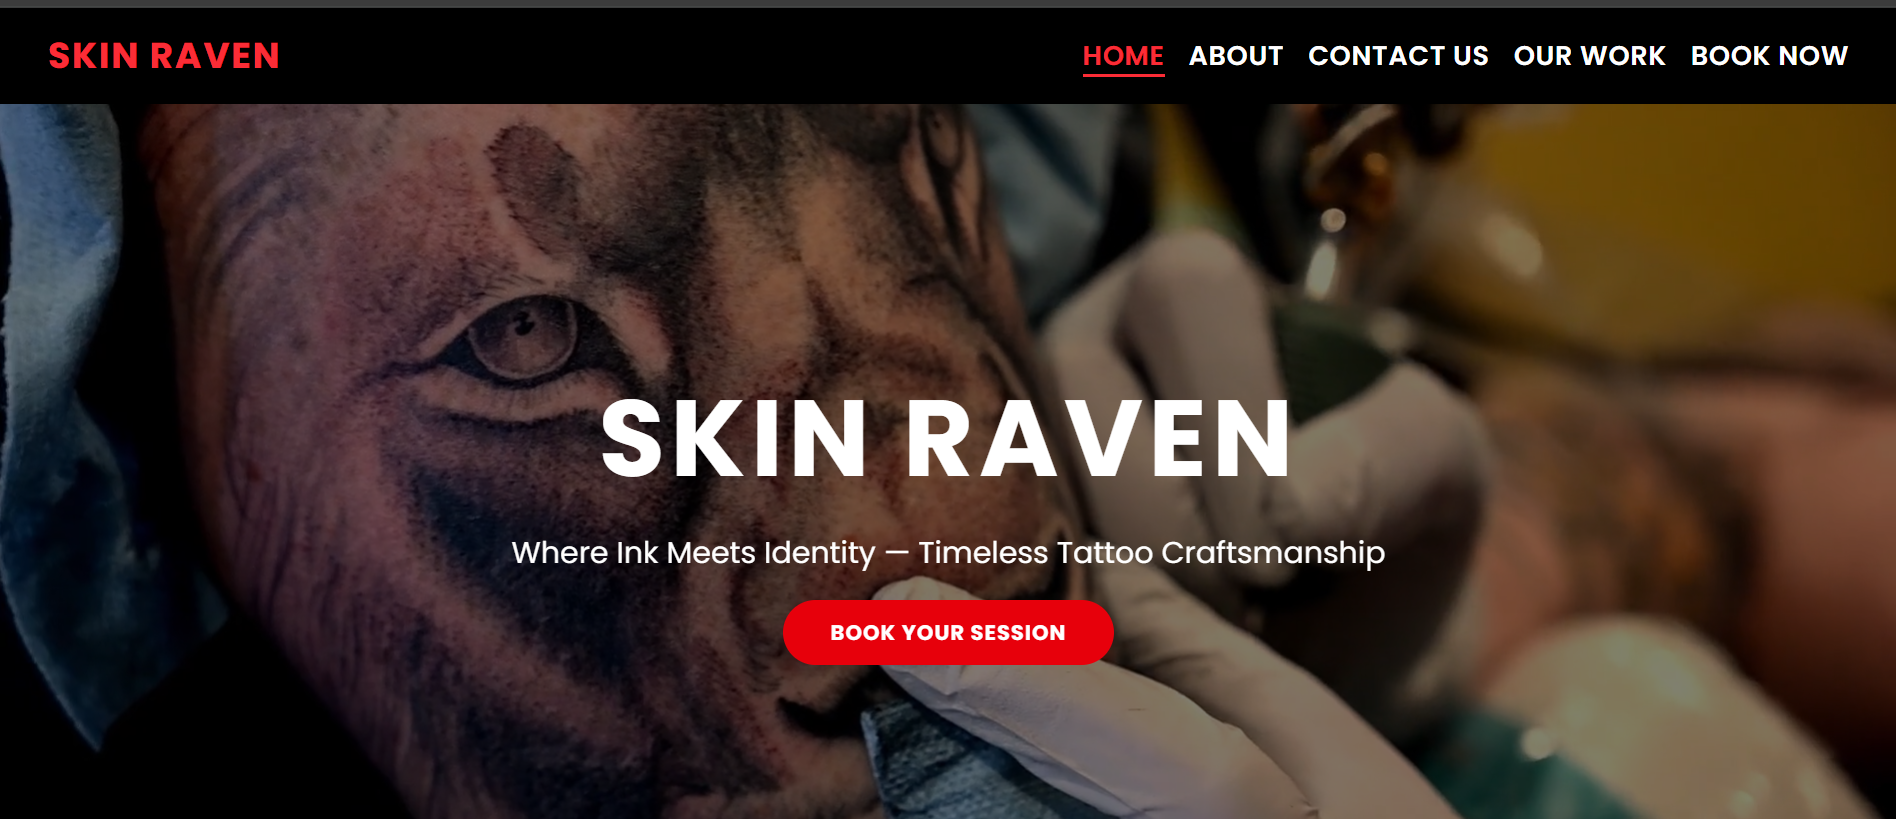 SKIN RAVEN
HOME ABOUT CONTACT US OUR WORK BOOK NOW
SKIN RAVEN
Where Ink Meets Identity — Timeless Tattoo Craftsmanship
BOOK YOUR SESSION